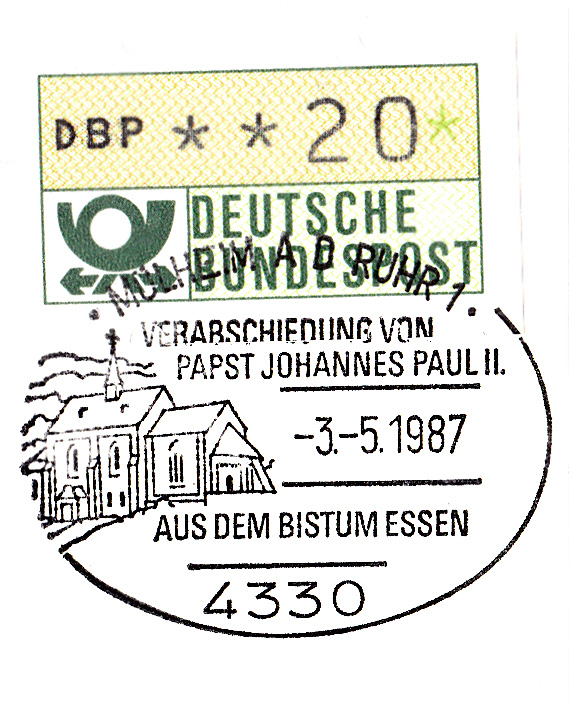 DBP **20*
DEUTSCHE
BUNDESPOST
MÜLHEIM A D RUHR 1
VERABSCHIEDUNG VON
PAPST JOHANNES PAUL II.
-3.-5.1987
AUS DEM BISTUM ESSEN
4330